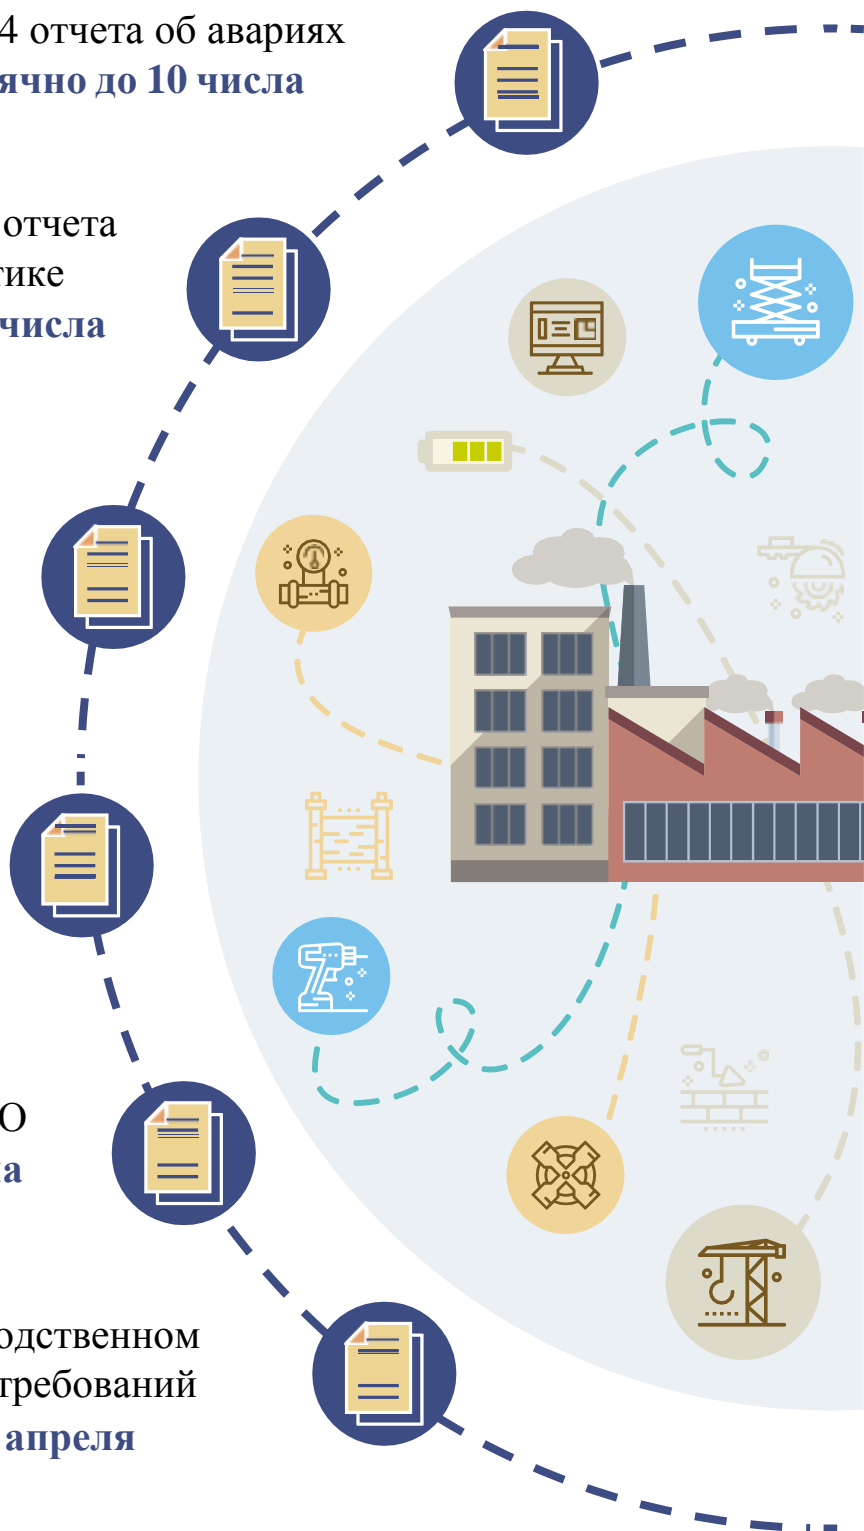 4 отчета об авариях
ячно до 10 числа
отчета
тике
числа
О
а
одственном
требований
апреля